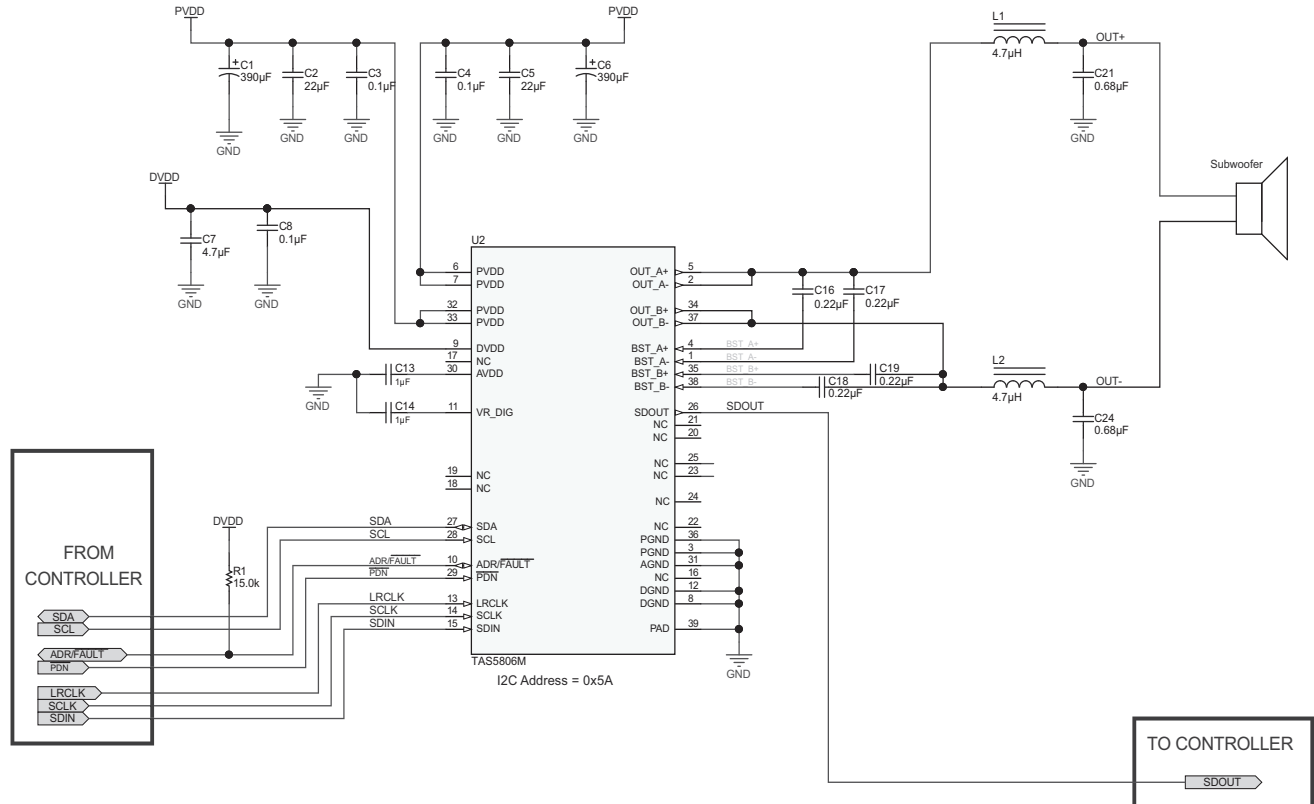 PVDD
PVDD
L1
4.7µH
OUT+
C1
390µF
C2
22µF
C3
0.1µF
C4
0.1µF
C5
22µF
C6
390µF
C21
0.68µF
GND
GND
GND
GND
GND
GND
GND
Subwoofer
DVDD
C7
4.7µF
C8
0.1µF
GND
GND
U2
6 PVDD
7 PVDD
32 PVDD
33 PVDD
9 DVDD
17 NC
30 AVDD
11 VR_DIG
19 NC
18 NC
27 SDA
28 SCL
10 ADR/FAULT
29 PDN
13 LRCLK
14 SCLK
15 SDIN
OUT_A+ 5
OUT_A- 2
OUT_B+ 34
OUT_B- 37
BST_A+ 4
BST_A- 1
BST_B+ 35
BST_B- 38
SDOUT 26
NC 21
NC 20
NC 25
NC 23
NC 24
NC 22
PGND 36
PGND 3
AGND 31
NC 16
DGND 12
DGND 8
PAD 39
TAS5806M
I2C Address = 0x5A
C13
1µF
C14
1µF
GND
C16
0.22µF
C17
0.22µF
BST_A+
BST_A-
BST_B+
BST_B-
C19
0.22µF
C18
0.22µF
L2
4.7µH
OUT-
C24
0.68µF
GND
SDOUT
GND
SDA
SCL
ADR/FAULT
PDN
LRCLK
SCLK
SDIN
DVDD
R1
15.0k
FROM
CONTROLLER
SDA
SCL
ADR/FAULT
PDN
LRCLK
SCLK
SDIN
TO CONTROLLER
SDOUT